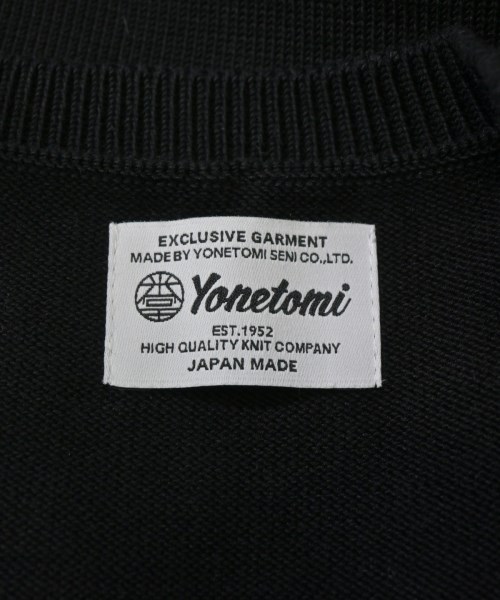 EXCLUSIVE GARMENT
MADE BY YONETOMI SENI CO.,LTD.
Yonetomi
EST.1952
HIGH QUALITY KNIT COMPANY
JAPAN MADE